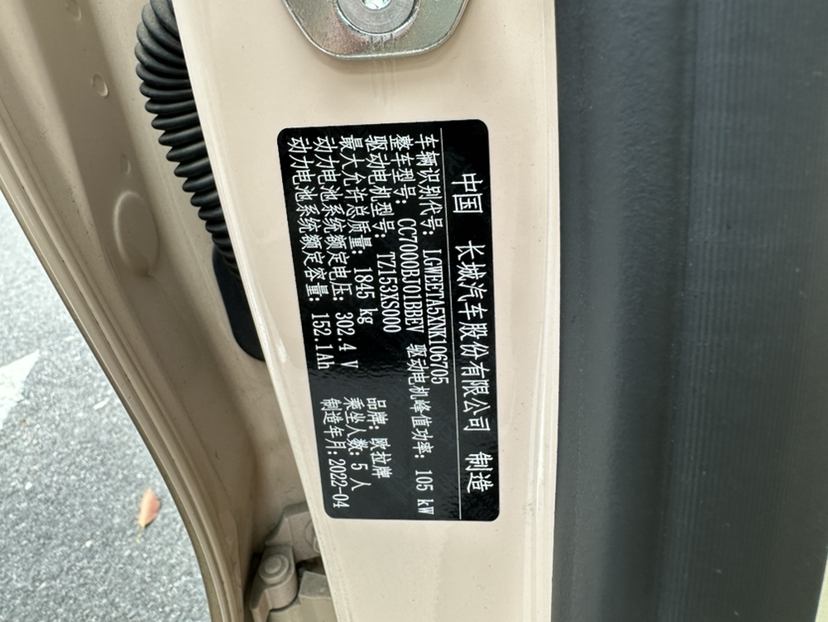 中国 长城汽车股份有限公司 制造
车辆识别代号: LGWEETA5XNK106705
整车型号: CC7000BJ01BBEV 驱动电机峰值功率: 105 kW
驱动电机型号: TZ153XS000 品牌: 欧拉牌
最大允许总质量: 1845 kg 乘坐人数: 5 人
动力电池系统额定电压: 302.4 V 制造年月: 2022-04
动力电池系统额定容量: 152.1Ah